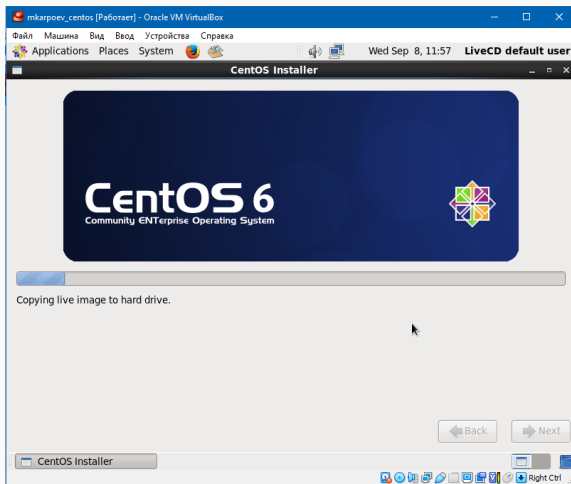 mkarpoev_centos [Работает] - Oracle VM VirtualBox
Файл Машина Вид Ввод Устройства Справка
Applications Places System Wed Sep 8, 11:57 LiveCD default user
CentOS Installer
CentOS 6
Community ENTerprise Operating System
Copying live image to hard drive.
Back Next
CentOS Installer
Right Ctrl